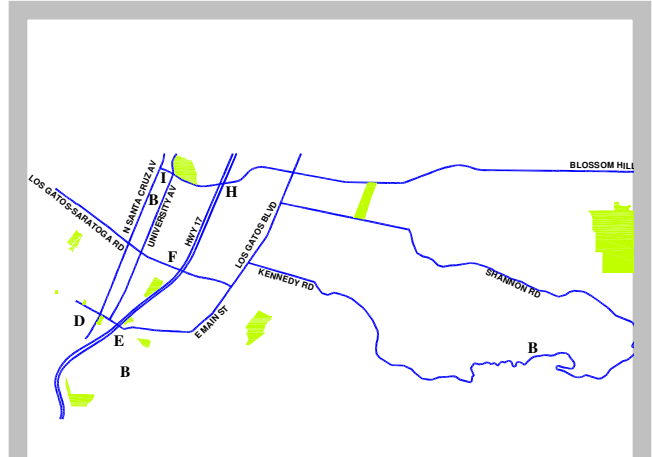 BLOSSOM HILL
I
H
N SANTA CRUZ AV
B
UNIVERSITY AV
LOS GATOS-SARATOGA RD
HWY 17
LOS GATOS BLVD
F
KENNEDY RD
SHANNON RD
D
E MAIN St
E
B
B